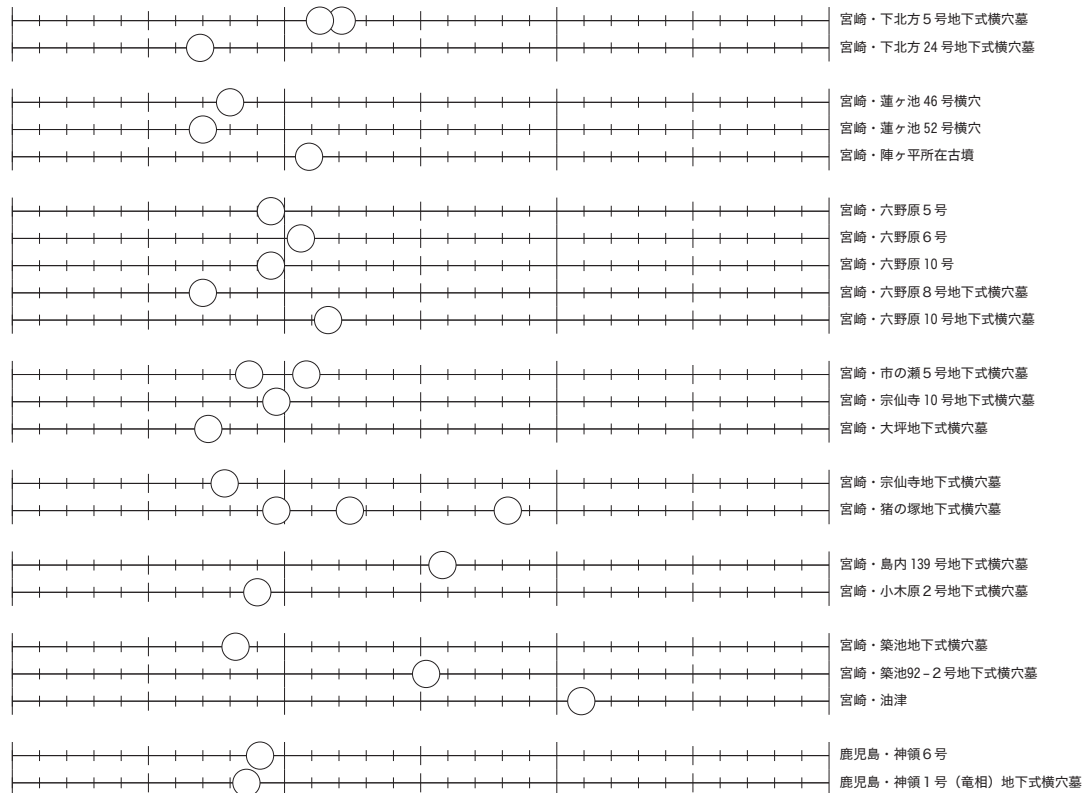 宮崎・下北方５号地下式横穴墓
宮崎・下北方 24 号地下式横穴墓
宮崎・蓮ヶ池 46 号横穴
宮崎・蓮ヶ池 52 号横穴
宮崎・陣ヶ平所在古墳
宮崎・六野原５号
宮崎・六野原６号
宮崎・六野原 10 号
宮崎・六野原８号地下式横穴墓
宮崎・六野原 10 号地下式横穴墓
宮崎・市の瀬５号地下式横穴墓
宮崎・宗仙寺 10 号地下式横穴墓
宮崎・大坪地下式横穴墓
宮崎・宗仙寺地下式横穴墓
宮崎・猪の塚地下式横穴墓
宮崎・島内 139 号地下式横穴墓
宮崎・小木原２号地下式横穴墓
宮崎・築池地下式横穴墓
宮崎・築池92−２号地下式横穴墓
宮崎・油津
鹿児島・神領６号
鹿児島・神領１号（竜相）地下式横穴墓